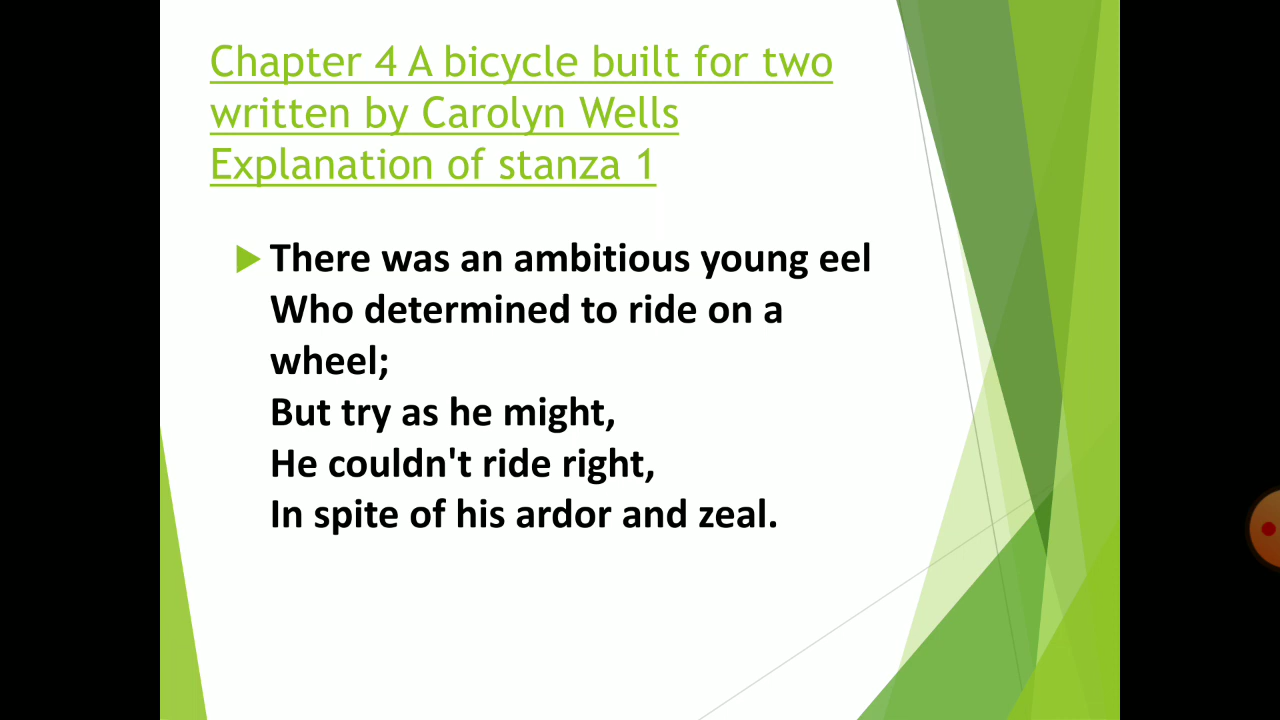 Chapter 4 A bicycle built for two
written by Carolyn Wells
Explanation of stanza 1
There was an ambitious young eel
Who determined to ride on a
wheel;
But try as he might,
He couldn't ride right,
In spite of his ardor and zeal.